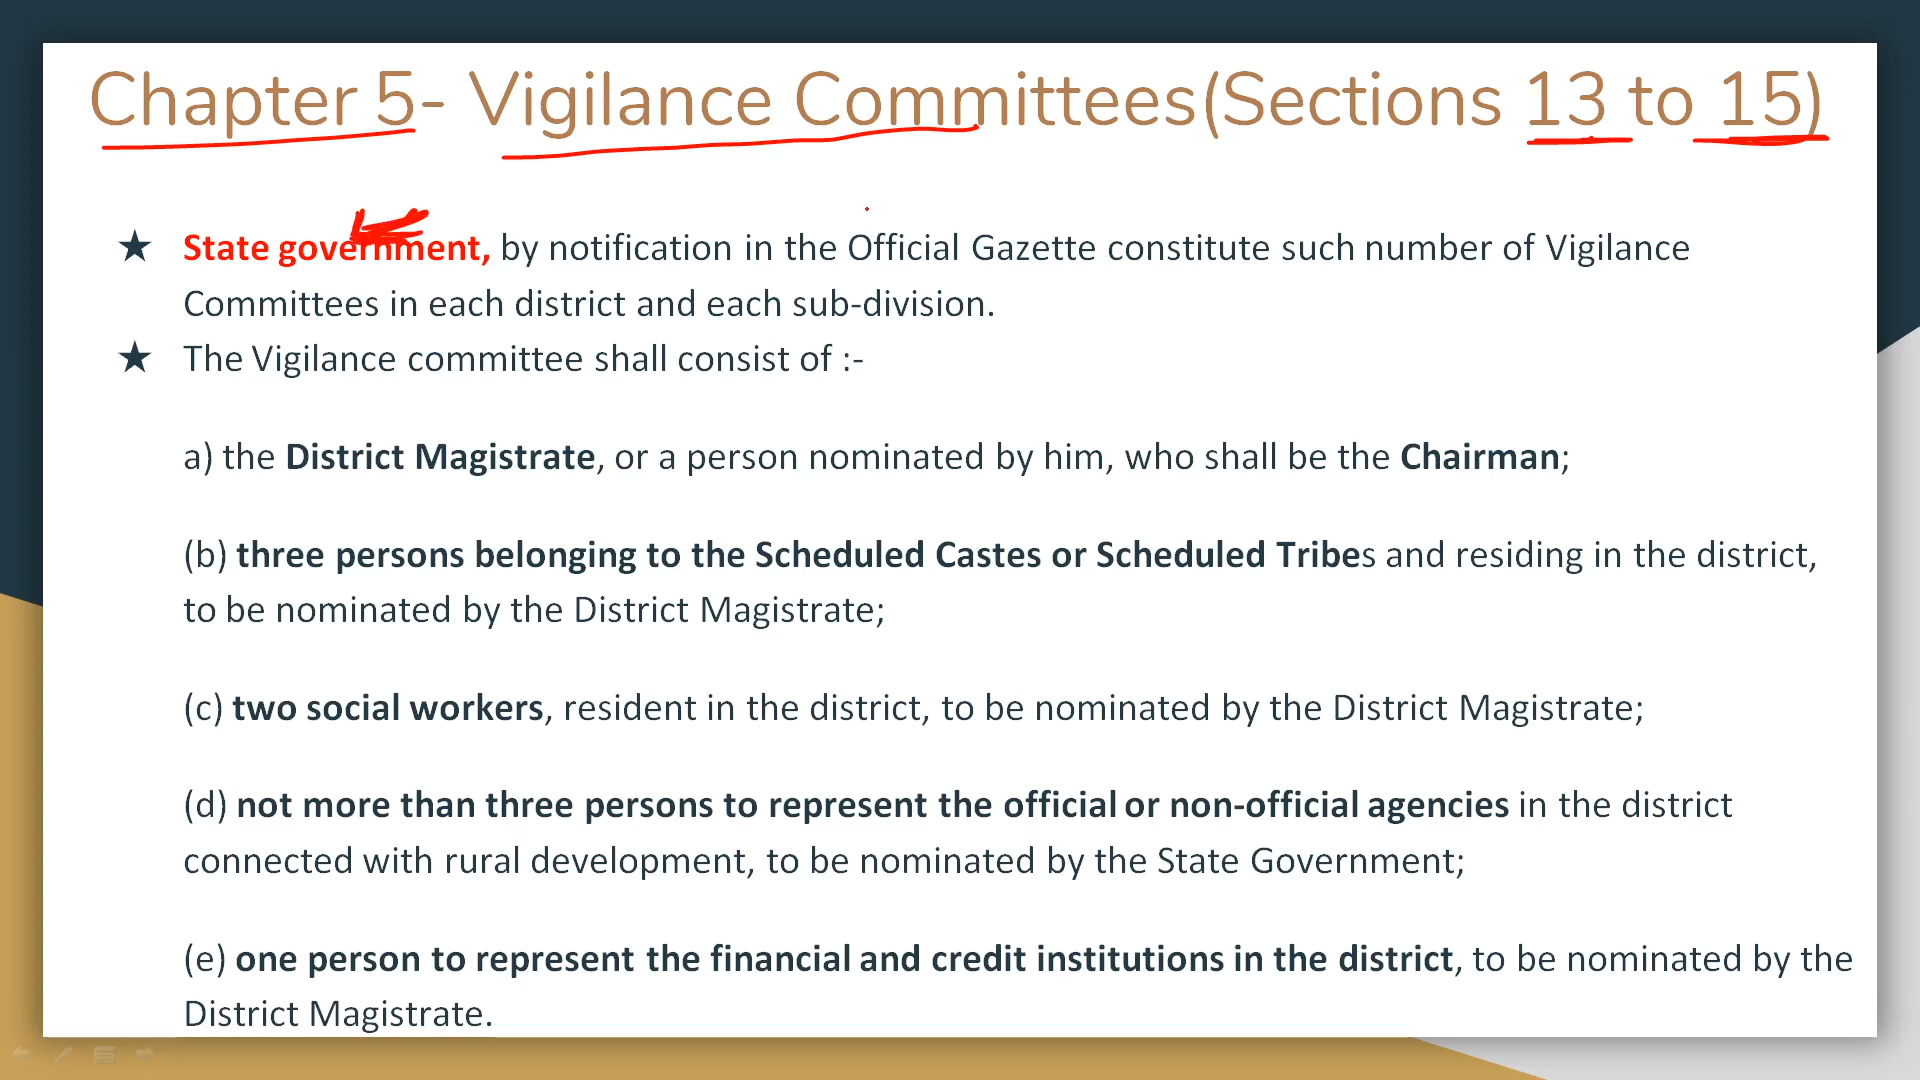 Chapter 5- Vigilance Committees(Sections 13 to 15)
★ State government, by notification in the Official Gazette constitute such number of Vigilance
Committees in each district and each sub-division.
★ The Vigilance committee shall consist of :-
a) the District Magistrate, or a person nominated by him, who shall be the Chairman;
(b) three persons belonging to the Scheduled Castes or Scheduled Tribes and residing in the district,
to be nominated by the District Magistrate;
(c) two social workers, resident in the district, to be nominated by the District Magistrate;
(d) not more than three persons to represent the official or non-official agencies in the district
connected with rural development, to be nominated by the State Government;
(e) one person to represent the financial and credit institutions in the district, to be nominated by the
District Magistrate.